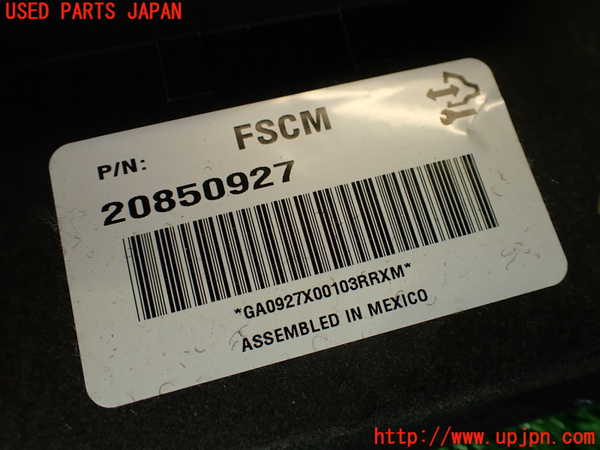 USED PARTS JAPAN
FSCM
P/N:
20850927
*GA0927X00103RRXM*
ASSEMBLED IN MEXICO
http://www.upjpn.com/